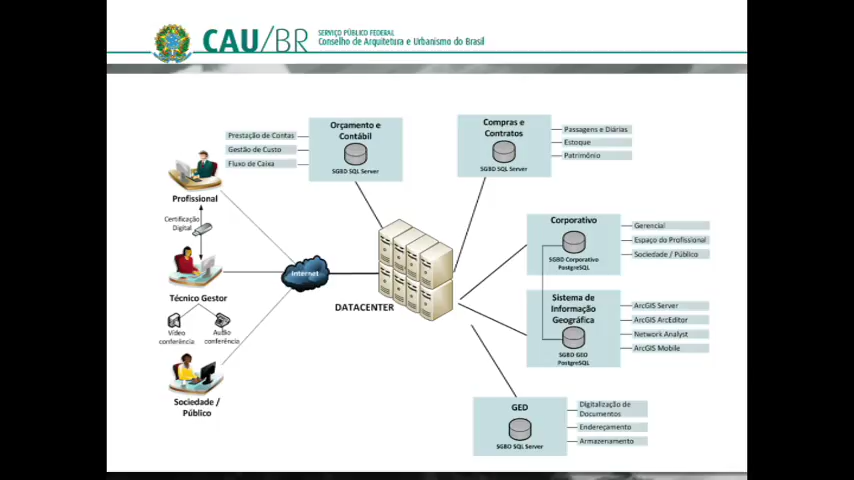 CAU/BR
SERVIÇO PÚBLICO FEDERAL
Conselho de Arquitetura e Urbanismo do Brasil
Orçamento e
Contábil
SGBD SQL Server
Prestação de Contas
Gestão de Custo
Fluxo de Caixa
Compras e
Contratos
SGBD SQL Server
Passagens e Diárias
Estoque
Patrimônio
Profissional
Certificação
Digital
Técnico Gestor
Vídeo
conferência
Audio
conferência
Sociedade /
Público
Internet
DATACENTER
Corporativo
SGBD Corporativo
PostgreSQL
Gerencial
Espaço do Profissional
Sociedade / Público
Sistema de
Informação
Geográfica
SGBD GEO
PostgreSQL
ArcGIS Server
ArcGIS ArcEditor
Network Analyst
ArcGIS Mobile
GED
SGBD SQL Server
Digitalização de
Documentos
Endereçamento
Armazenamento